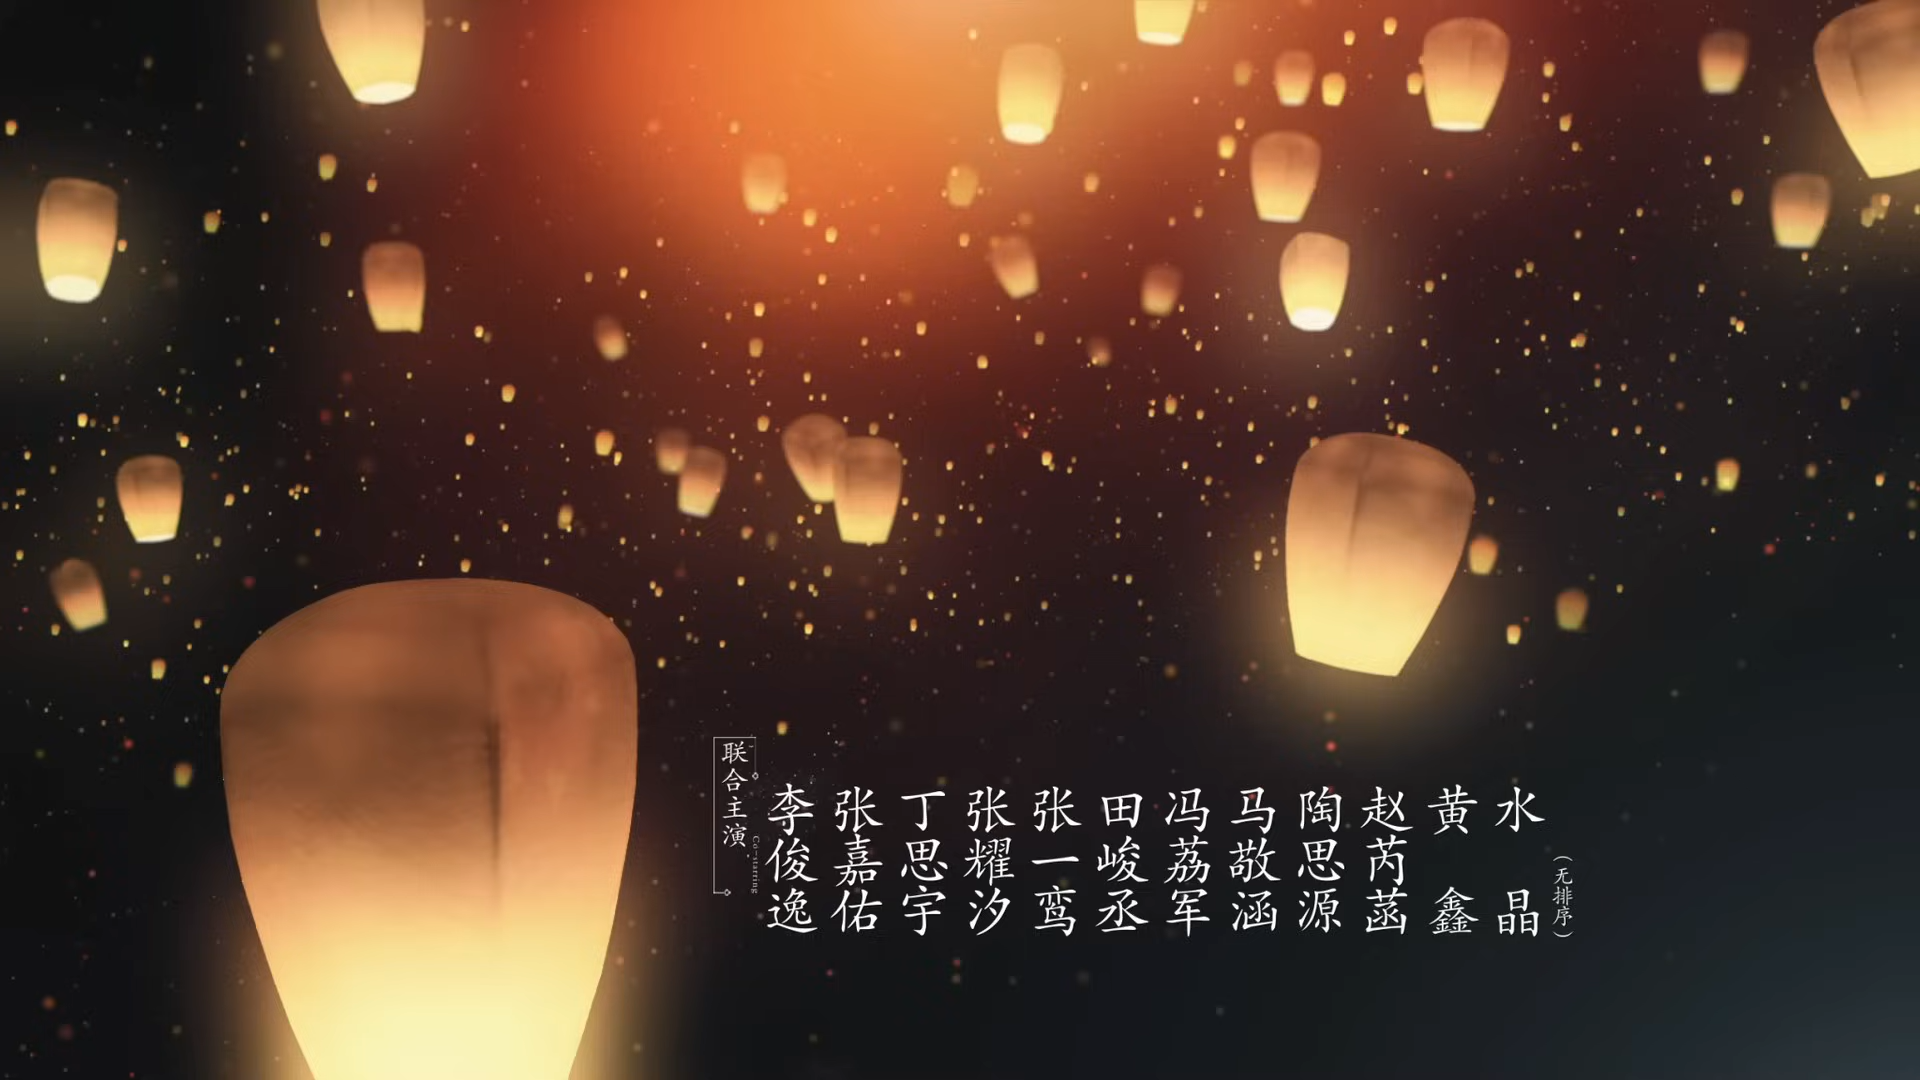 联合主演
Co-starring
李俊逸
张嘉佑
丁思宇
张耀汐
张一鸾
田峻丞
冯荔军
马敬涵
陶思源
赵芮菡
黄鑫
水晶
（无排序）